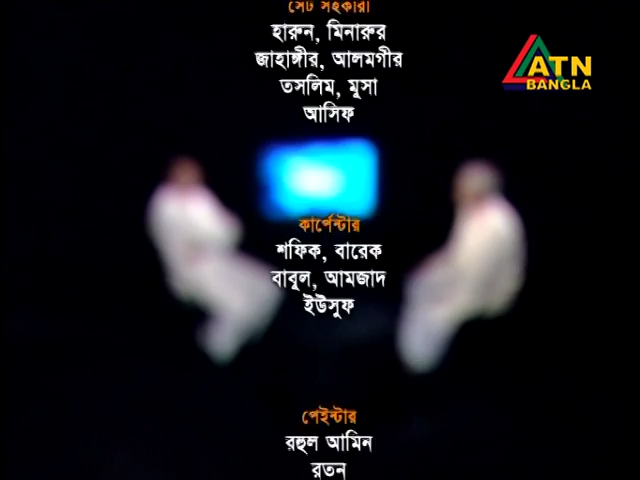 সেট সহকারী
হারুন, মিনারুর
জাহাঙ্গীর, আলমগীর
তসলিম, মুসা
আসিফ
ATN
BANGLA
কার্পেন্টার
শফিক, বারেক
বাবুল, আমজাদ
ইউসুফ
পেইন্টার
রহুল আমিন
রতন